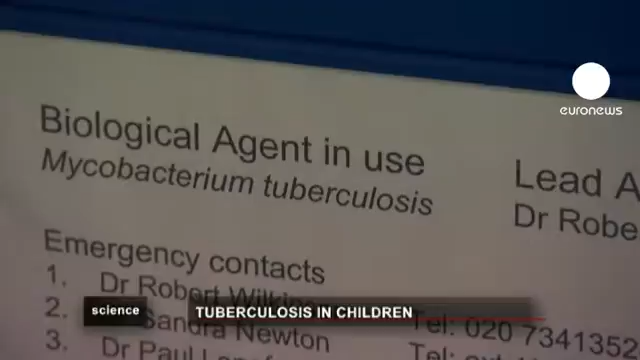 euronews
Biological Agent in use
Mycobacterium tuberculosis
Lead A
Dr Robe
Emergency contacts
1. Dr Robert
2. Sandra Newton
3. Dr Paul
Tel: 020 7341352
Tel:
science
TUBERCULOSIS IN CHILDREN